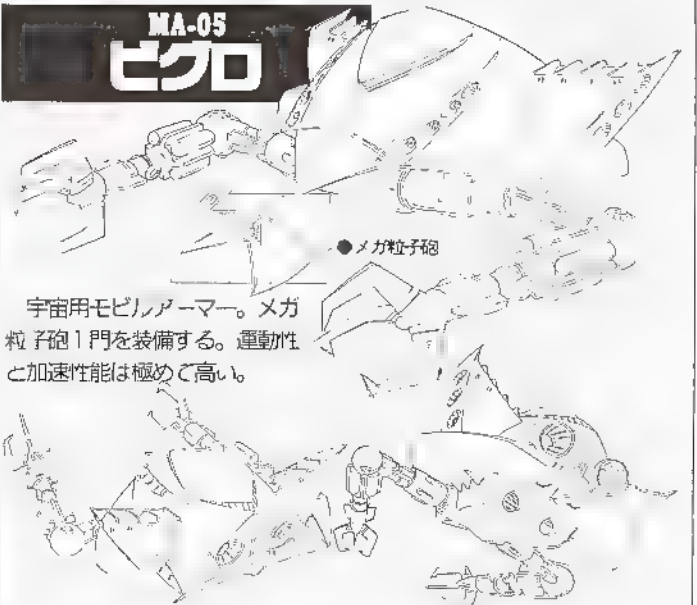 MA-05
ビグロ
●メガ粒子砲
宇宙用モビルアーマー。メガ
粒子砲1門を装備する。運動性
と加速性能は極めて高い。